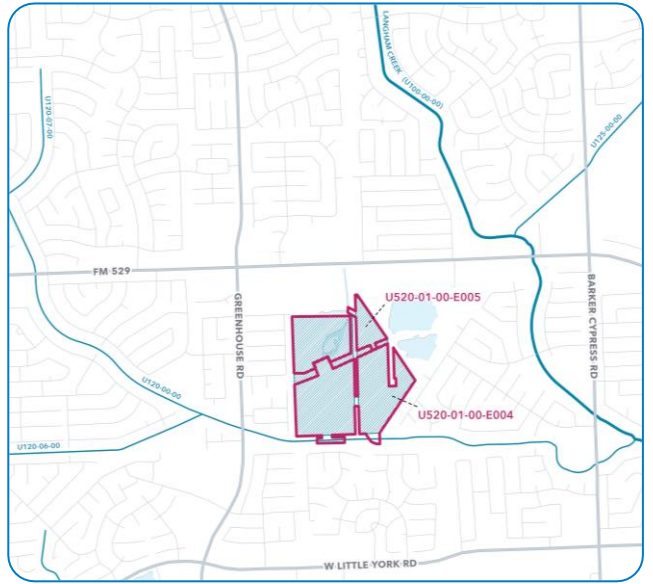 LANGHAM CREEK (U100-00-00)
U120-07-00
U125-00-00
FM 529
U520-01-00-E005
GREENHOUSE RD
BARKER CYPRESS RD
U120-00-00
U520-01-00-E004
U120-06-00
W LITTLE YORK RD